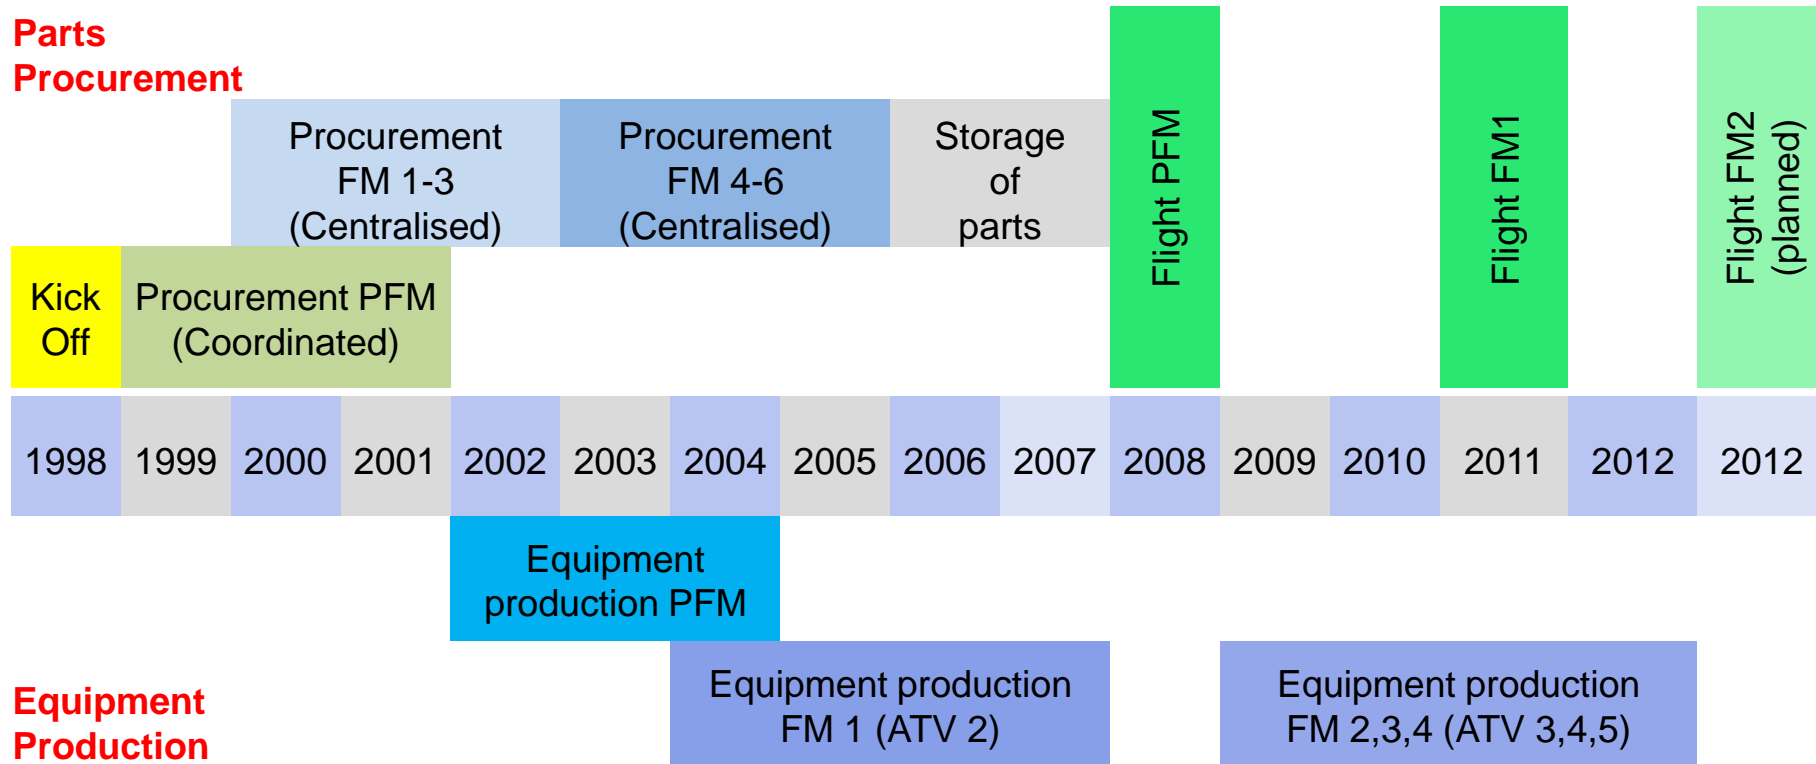 Parts
Procurement
Procurement
FM 1-3
(Centralised)
Procurement
FM 4-6
(Centralised)
Storage
of
parts
Flight PFM
Flight FM1
Flight FM2
(planned)
Kick
Off
Procurement PFM
(Coordinated)
1998 1999 2000 2001 2002 2003 2004 2005 2006 2007 2008 2009 2010 2011 2012 2012
Equipment
production PFM
Equipment production
FM 1 (ATV 2)
Equipment production
FM 2,3,4 (ATV 3,4,5)
Equipment
Production